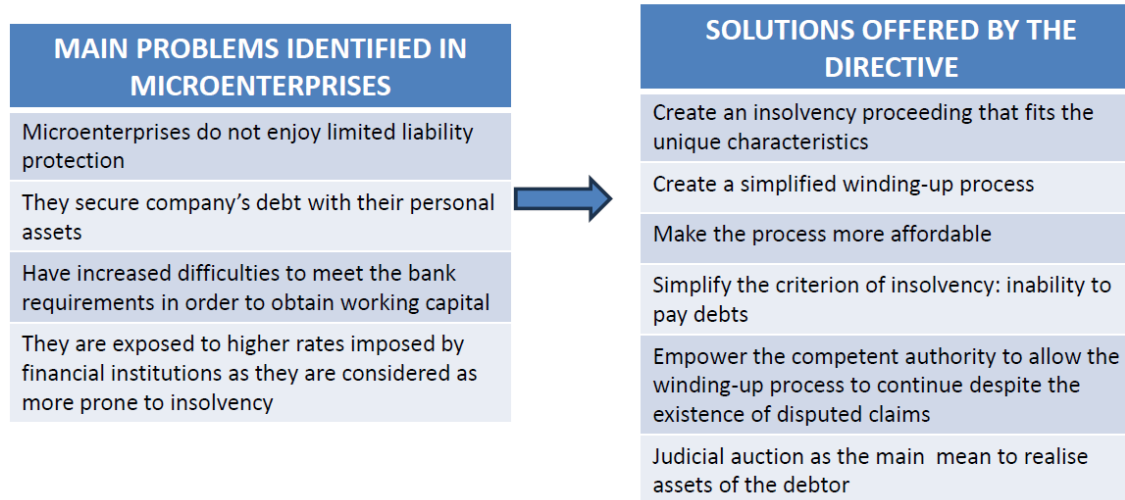 MAIN PROBLEMS IDENTIFIED IN
MICROENTERPRISES
Microenterprises do not enjoy limited liability
protection
They secure company's debt with their personal
assets
Have increased difficulties to meet the bank
requirements in order to obtain working capital
They are exposed to higher rates imposed by
financial institutions as they are considered as
more prone to insolvency
SOLUTIONS OFFERED BY THE
DIRECTIVE
Create an insolvency proceeding that fits the
unique characteristics
Create a simplified winding-up process
Make the process more affordable
Simplify the criterion of insolvency: inability to
pay debts
Empower the competent authority to allow the
winding-up process to continue despite the
existence of disputed claims
Judicial auction as the main mean to realise
assets of the debtor